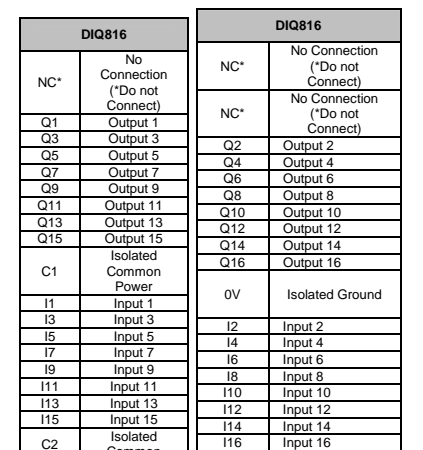 DIQ816
NC* No
Connection
(*Do not
Connect)
Q1 Output 1
Q3 Output 3
Q5 Output 5
Q7 Output 7
Q9 Output 9
Q11 Output 11
Q13 Output 13
Q15 Output 15
C1 Isolated
Common
Power
I1 Input 1
I3 Input 3
I5 Input 5
I7 Input 7
I9 Input 9
I11 Input 11
I13 Input 13
I15 Input 15
C2 Isolated
Common
DIQ816
NC* No Connection
(*Do not
Connect)
NC* No Connection
(*Do not
Connect)
Q2 Output 2
Q4 Output 4
Q6 Output 6
Q8 Output 8
Q10 Output 10
Q12 Output 12
Q14 Output 14
Q16 Output 16
0V Isolated Ground
I2 Input 2
I4 Input 4
I6 Input 6
I8 Input 8
I10 Input 10
I12 Input 12
I14 Input 14
I16 Input 16